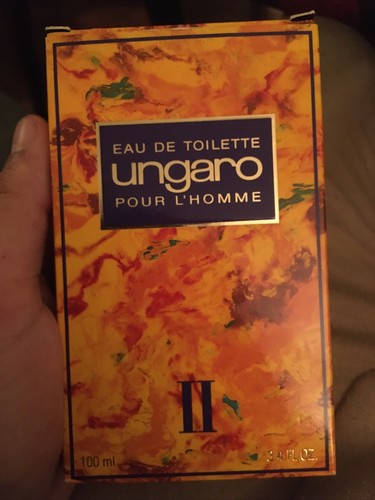 EAU DE TOILETTE
ungaro
POUR L'HOMME
II
100 ml 3.4 FL.OZ.